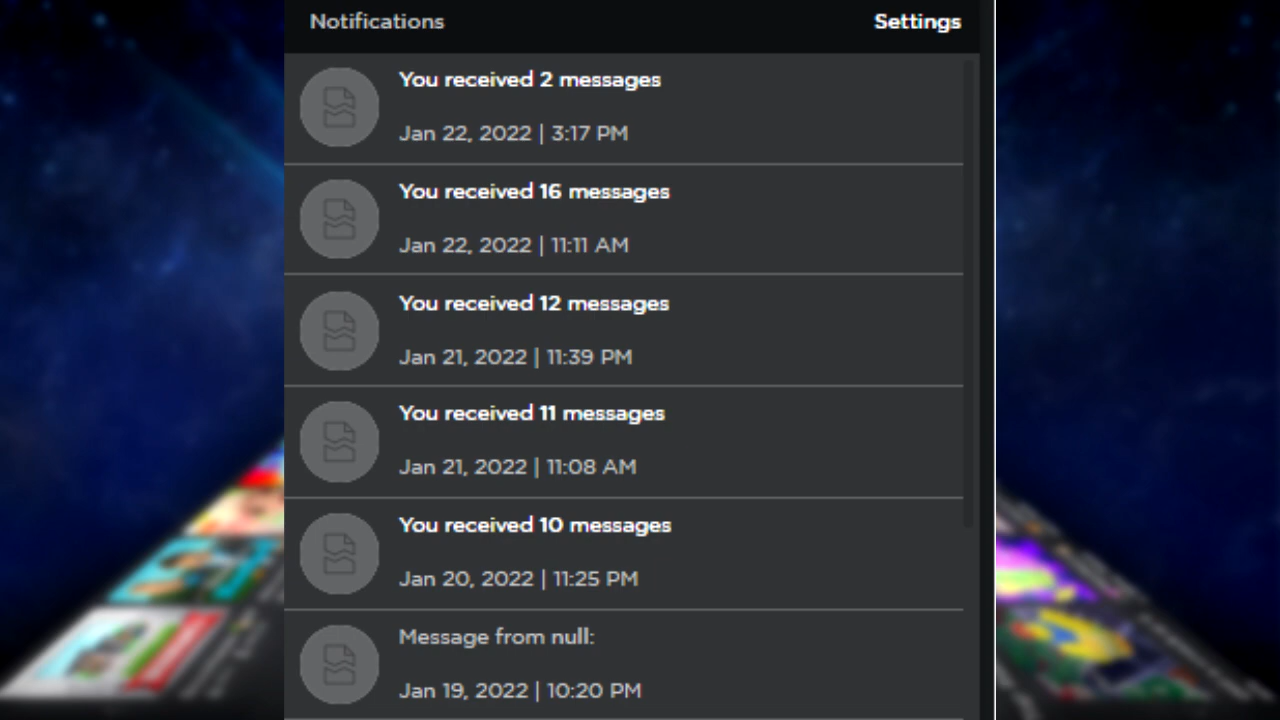 Notifications
Settings
You received 2 messages
Jan 22, 2022 | 3:17 PM
You received 16 messages
Jan 22, 2022 | 11:11 AM
You received 12 messages
Jan 21, 2022 | 11:39 PM
You received 11 messages
Jan 21, 2022 | 11:08 AM
You received 10 messages
Jan 20, 2022 | 11:25 PM
Message from null:
Jan 19, 2022 | 10:20 PM